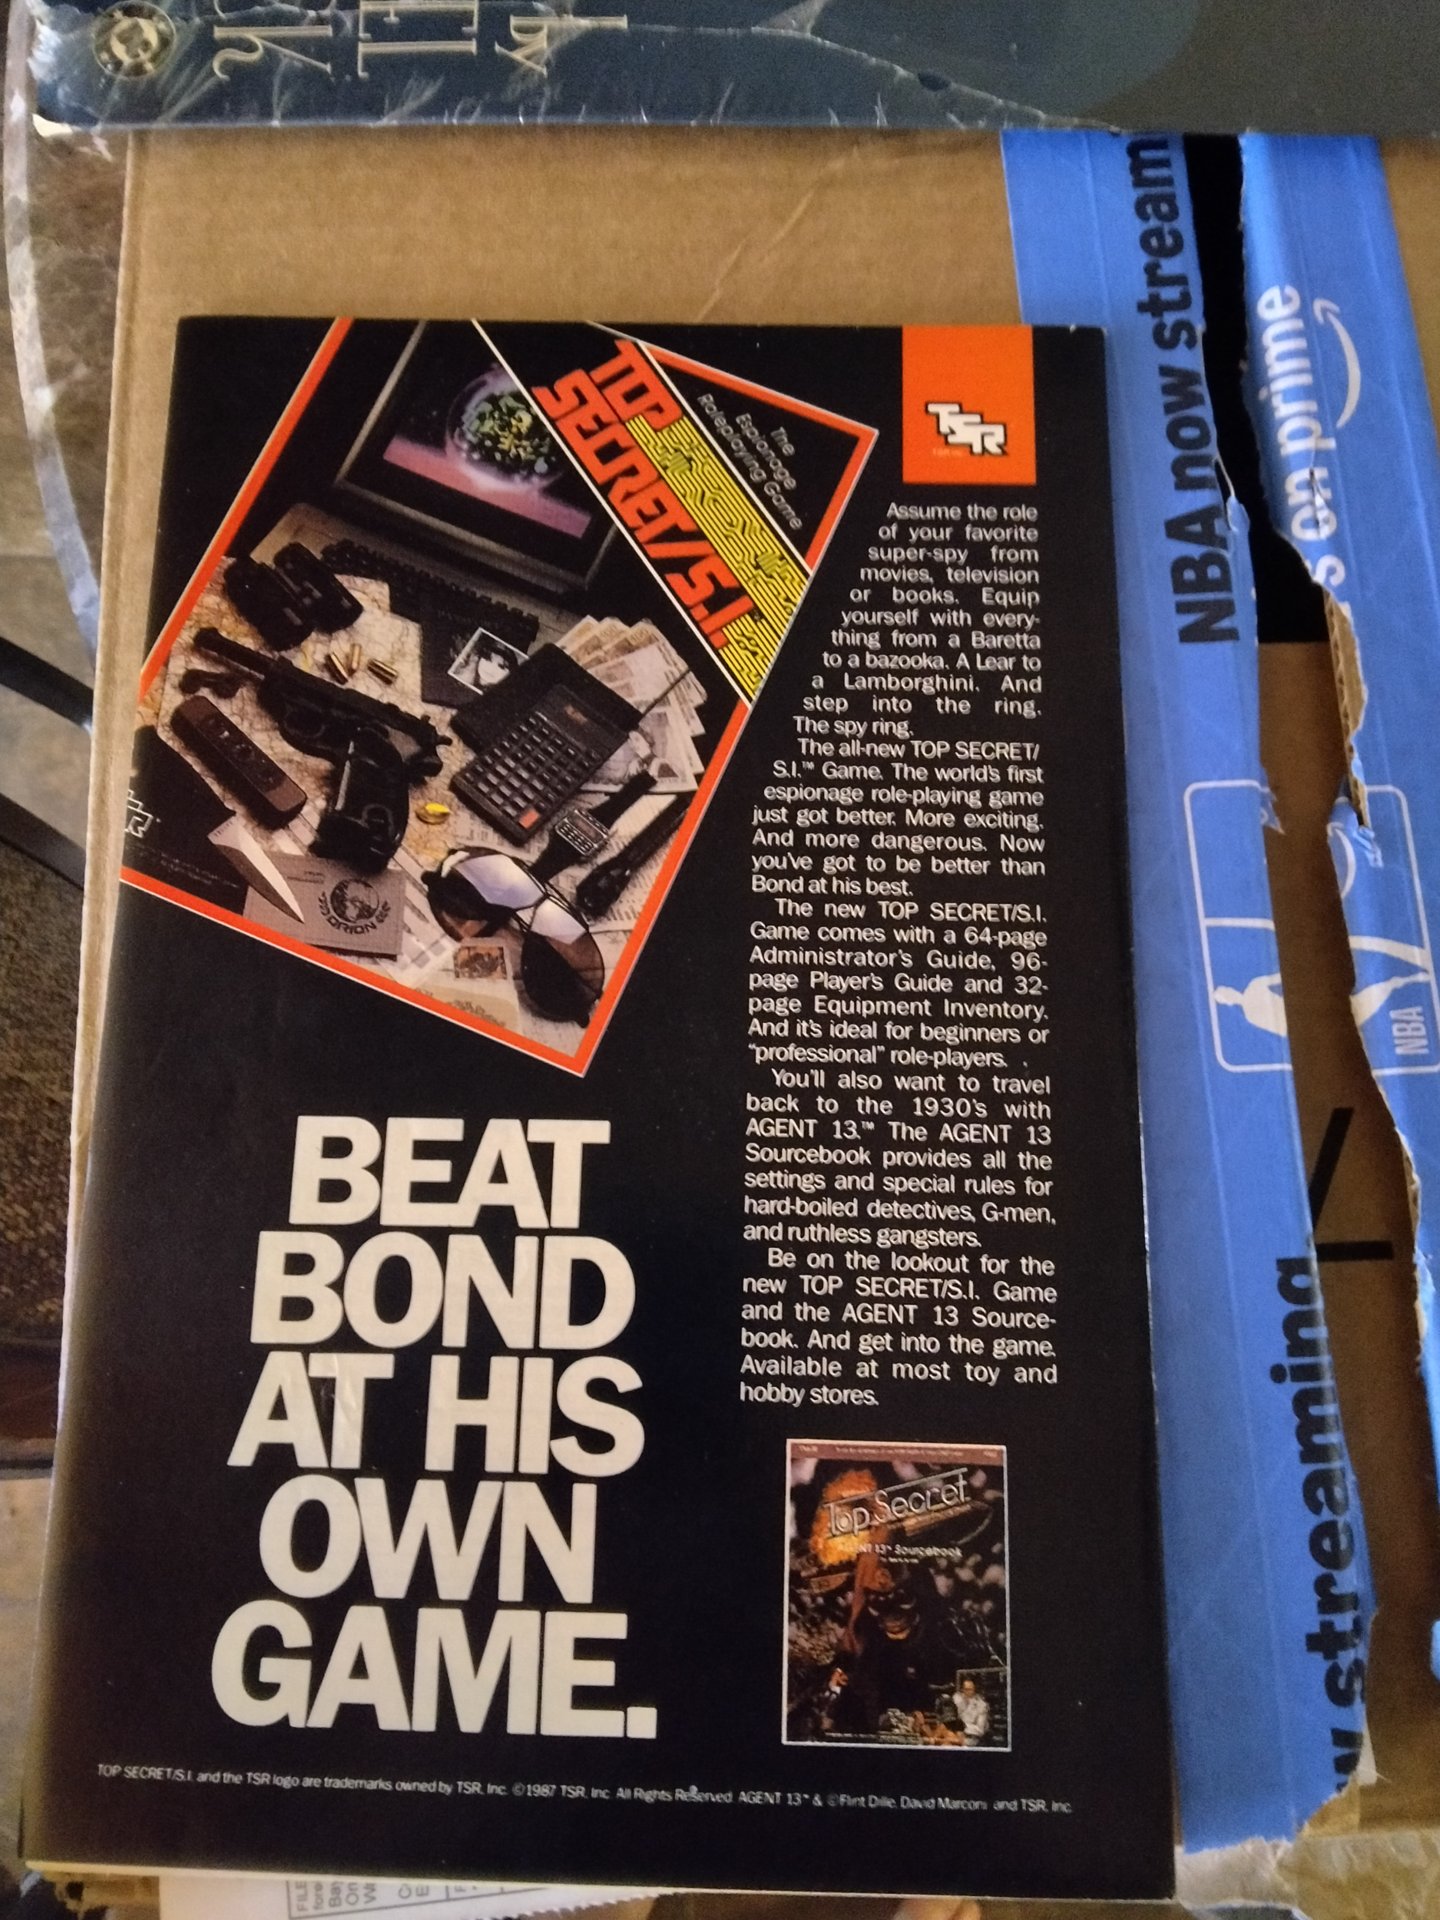 BY
NBA now stream
s on prime
NBA
w streaming
TOP
SECRET/S.I.™
The
Espionage
Roleplaying Game
ORION
TSR
Assume the role
of your favorite
super-spy from
movies, television
or books. Equip
yourself with every-
thing from a Baretta
to a bazooka. A Lear to
a Lamborghini. And
step into the ring.
The spy ring.
The all-new TOP SECRET/
S.I.™ Game. The world's first
espionage role-playing game
just got better. More exciting.
And more dangerous. Now
you've got to be better than
Bond at his best.
The new TOP SECRET/S.I.
Game comes with a 64-page
Administrator's Guide, 96-
page Player's Guide and 32-
page Equipment Inventory.
And it's ideal for beginners or
"professional" role-players.
You'll also want to travel
back to the 1930's with
AGENT 13.™ The AGENT 13
Sourcebook provides all the
settings and special rules for
hard-boiled detectives, G-men,
and ruthless gangsters.
Be on the lookout for the
new TOP SECRET/S.I. Game
and the AGENT 13 Source-
book. And get into the game.
Available at most toy and
hobby stores.
BEAT
BOND
AT HIS
OWN
GAME.
Top Secret
AGENT 13™ Sourcebook
TOP SECRET/S.I. and the TSR logo are trademarks owned by TSR, Inc. ©1987 TSR, Inc. All Rights Reserved. AGENT 13™ & ©Flint Dille, David Marconi and TSR, Inc.